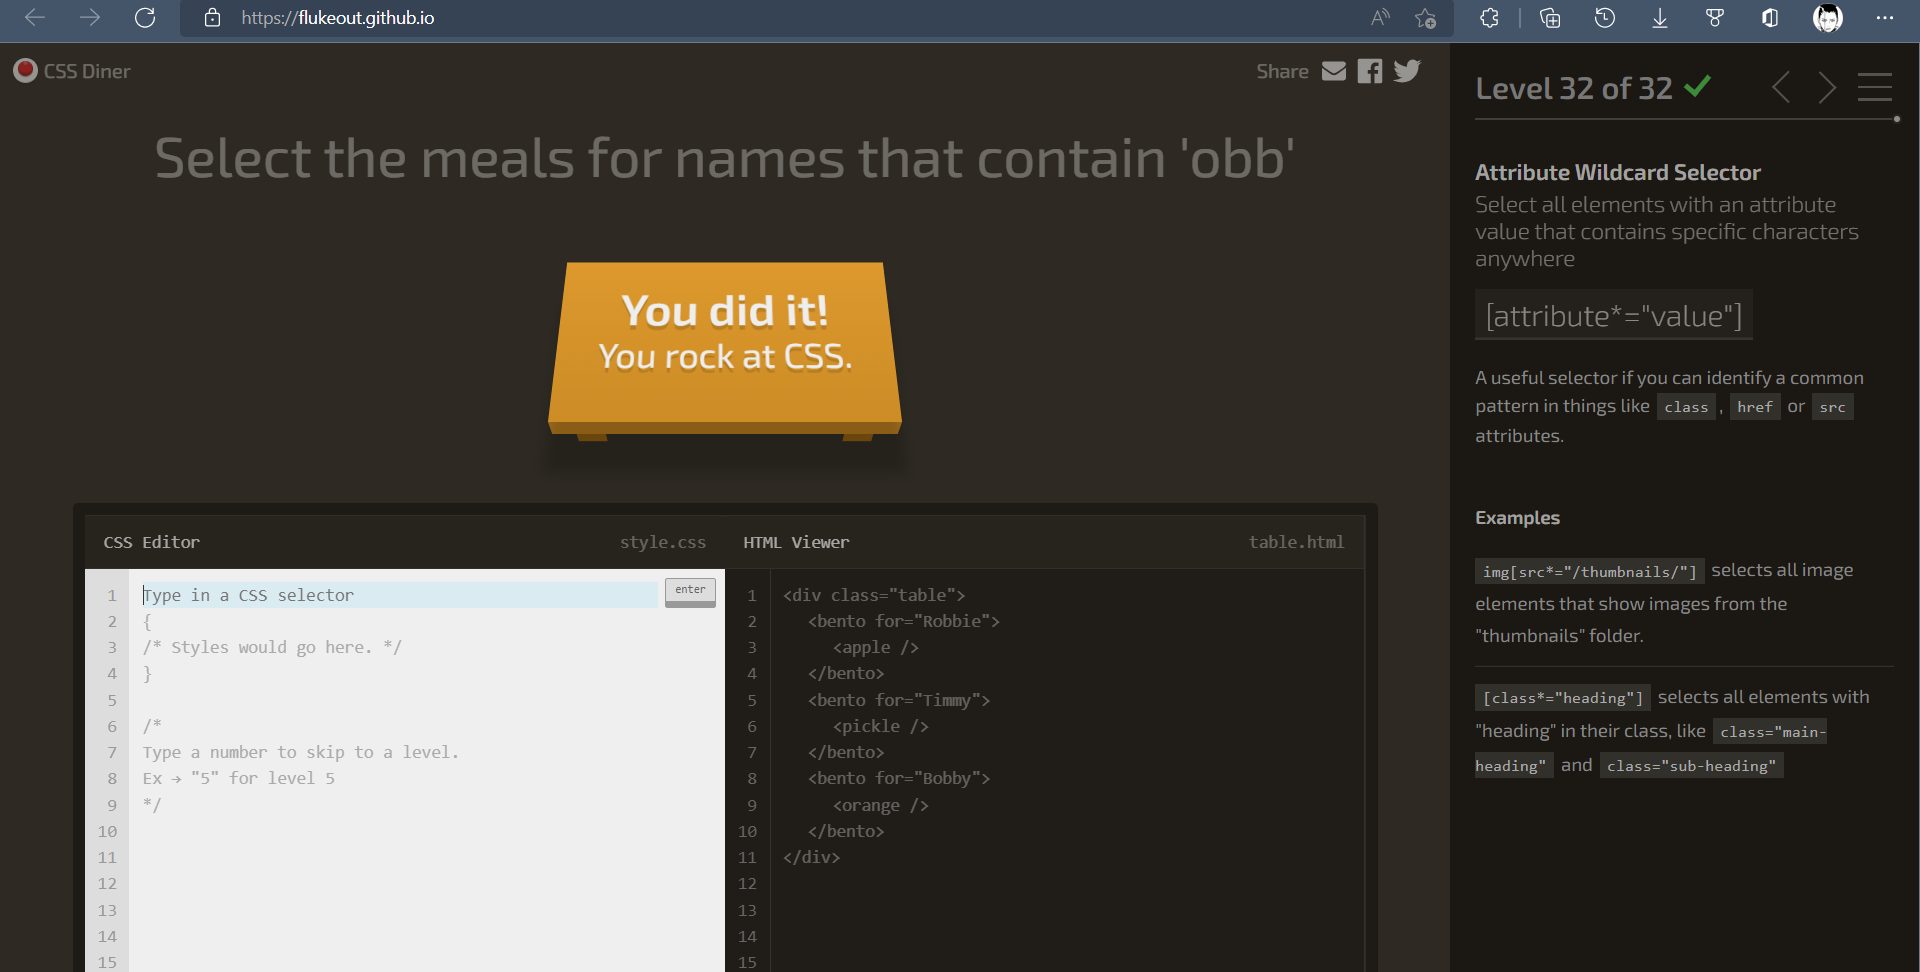 https://flukeout.github.io
CSS Diner
Share
Select the meals for names that contain 'obb'
You did it!
You rock at CSS.
CSS Editor
style.css
HTML Viewer
table.html
1 Type in a CSS selector
enter
2 {
3 /* Styles would go here. */
4 }
5
6 /*
7 Type a number to skip to a level.
8 Ex → "5" for level 5
9 */
10
11
12
13
14
15
1 <div class="table">
2 <bento for="Robbie">
3 <apple />
4 </bento>
5 <bento for="Timmy">
6 <pickle />
7 </bento>
8 <bento for="Bobby">
9 <orange />
10 </bento>
11 </div>
12
13
14
15
Level 32 of 32
Attribute Wildcard Selector
Select all elements with an attribute
value that contains specific characters
anywhere
[attribute*="value"]
A useful selector if you can identify a common
pattern in things like class , href or src
attributes.
Examples
img[src*="/thumbnails/"] selects all image
elements that show images from the
"thumbnails" folder.
[class*="heading"] selects all elements with
"heading" in their class, like class="main-
heading" and class="sub-heading"